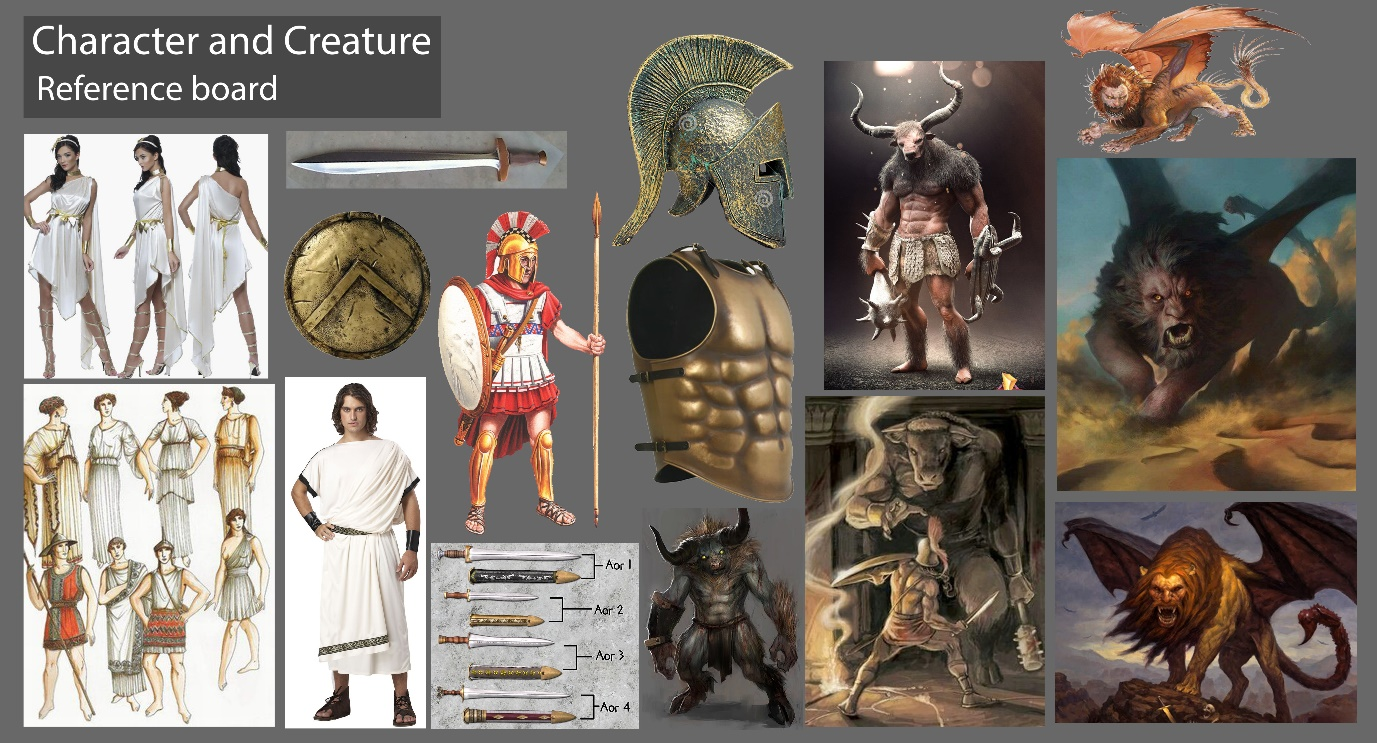 Character and Creature
Reference board
Aor 1
Aor 2
Aor 3
Aor 4